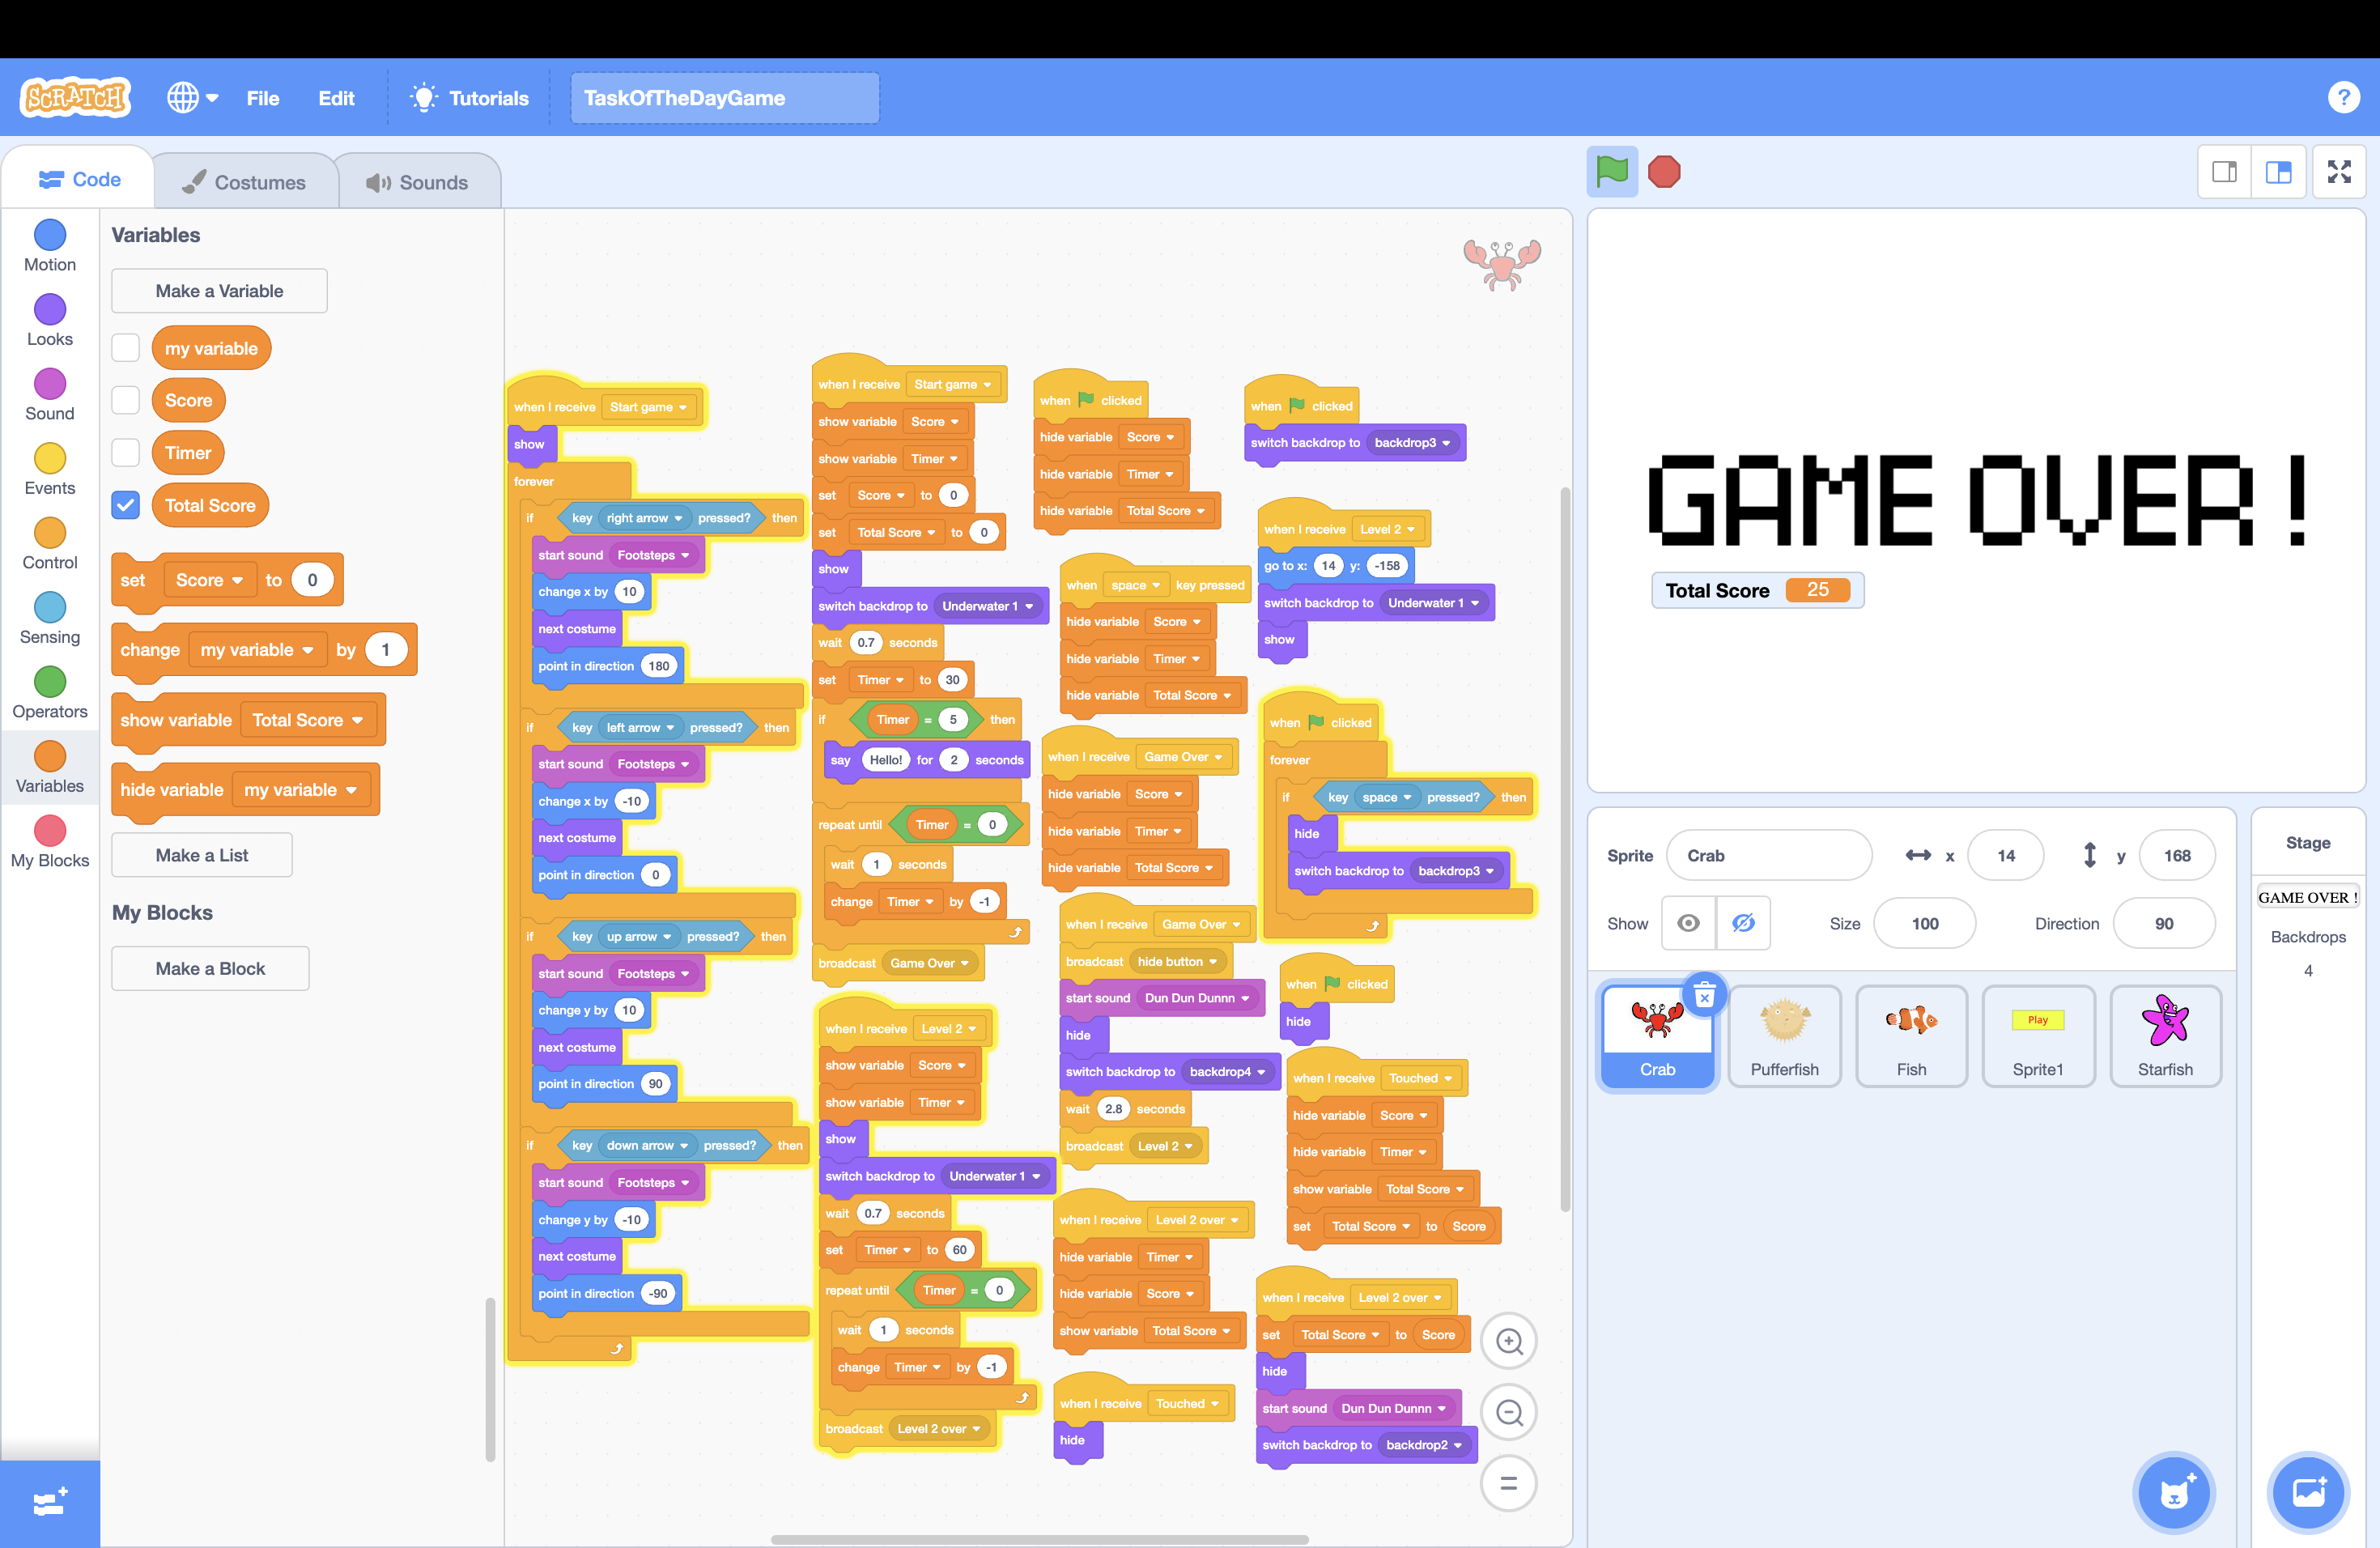 SCRATCH
File Edit Tutorials TaskOfTheDayGame
?
Code Costumes Sounds
Motion
Looks
Sound
Events
Control
Sensing
Operators
Variables
My Blocks
Variables
Make a Variable
my variable
Score
Timer
Total Score
set Score to 0
change my variable by 1
show variable Total Score
hide variable my variable
Make a List
My Blocks
Make a Block
when I receive Start game
show
forever
if key right arrow pressed? then
start sound Footsteps
change x by 10
next costume
point in direction 180
if key left arrow pressed? then
start sound Footsteps
change x by -10
next costume
point in direction 0
if key up arrow pressed? then
start sound Footsteps
change y by 10
next costume
point in direction 90
if key down arrow pressed? then
start sound Footsteps
change y by -10
next costume
point in direction -90
when I receive Start game
show variable Score
show variable Timer
set Score to 0
set Total Score to 0
show
switch backdrop to Underwater 1
wait 0.7 seconds
set Timer to 30
if Timer = 5 then
say Hello! for 2 seconds
repeat until Timer = 0
wait 1 seconds
change Timer by -1
broadcast Game Over
when I receive Level 2
show variable Score
show variable Timer
show
switch backdrop to Underwater 1
wait 0.7 seconds
set Timer to 60
repeat until Timer = 0
wait 1 seconds
change Timer by -1
broadcast Level 2 over
when clicked
hide variable Score
hide variable Timer
hide variable Total Score
when space key pressed
hide variable Score
hide variable Timer
hide variable Total Score
when I receive Game Over
hide variable Score
hide variable Timer
hide variable Total Score
when I receive Game Over
broadcast hide button
start sound Dun Dun Dunnn
hide
switch backdrop to backdrop4
wait 2.8 seconds
broadcast Level 2
when I receive Level 2 over
hide variable Timer
hide variable Score
show variable Total Score
when I receive Touched
hide
when clicked
switch backdrop to backdrop3
when I receive Level 2
go to x: 14 y: -158
switch backdrop to Underwater 1
show
when clicked
forever
if key space pressed? then
hide
switch backdrop to backdrop3
when clicked
hide
when I receive Touched
hide variable Score
hide variable Timer
show variable Total Score
set Total Score to Score
when I receive Level 2 over
set Total Score to Score
hide
start sound Dun Dun Dunnn
switch backdrop to backdrop2
GAME OVER !
Total Score 25
Sprite Crab x 14 y 168
Show Size 100 Direction 90
Crab
Pufferfish
Fish
Play
Sprite1
Starfish
Stage
GAME OVER !
Backdrops
4